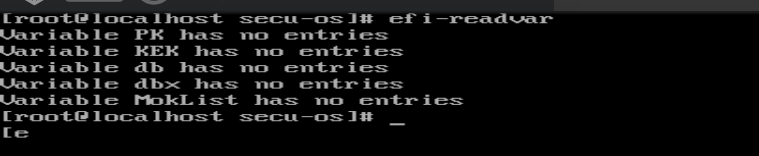 [root@localhost secu-os]# efi-readvar
Variable PK has no entries
Variable KEK has no entries
Variable db has no entries
Variable dbx has no entries
Variable MokList has no entries
[root@localhost secu-os]# _
[e